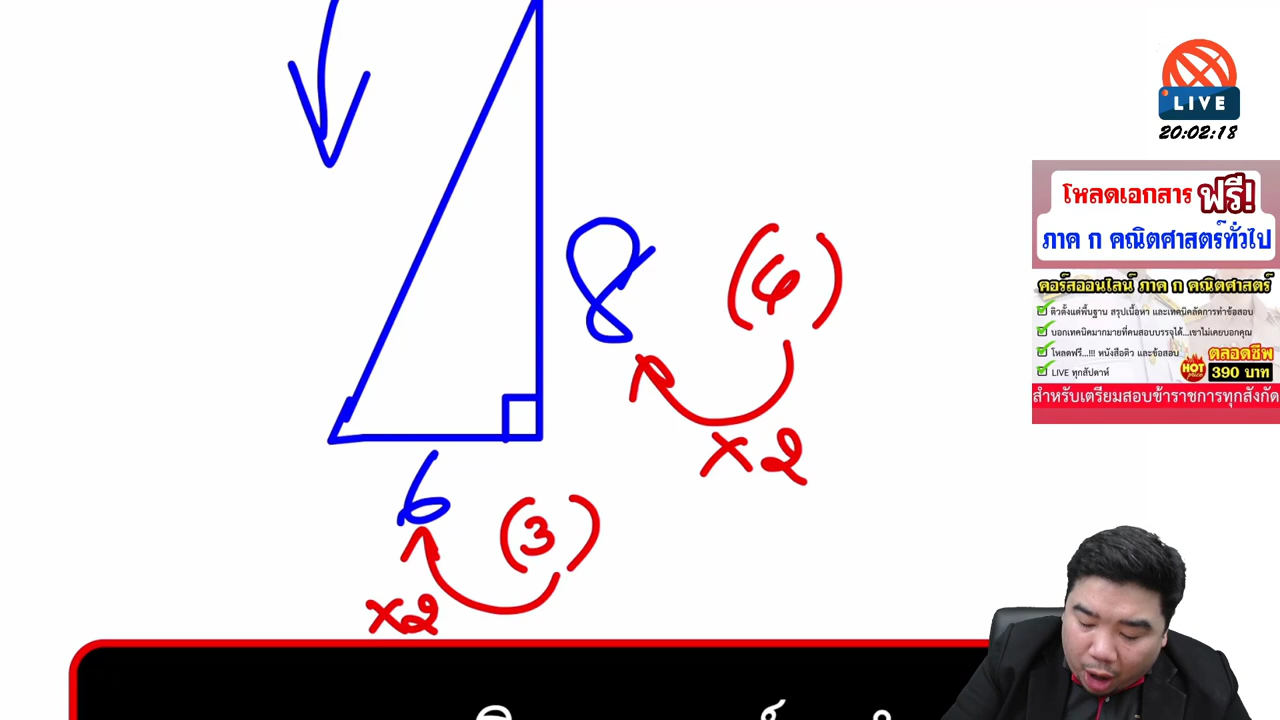 LIVE
20:02:18
โหลดเอกสาร ฟรี!
ภาค ก คณิตศาสตร์ทั่วไป
คอร์สออนไลน์ ภาค ก คณิตศาสตร์
ติวตั้งแต่พื้นฐาน สรุปเนื้อหา และเทคนิคลัดการทำข้อสอบ
บอกเทคนิคมากมายที่คนสอบบรรจุได้...เขาไม่เคยบอกคุณ
โหลดฟรี...!!! หนังสือติว และข้อสอบ
LIVE ทุกสัปดาห์
HOT price
ตลอดชีพ
390 บาท
สำหรับเตรียมสอบข้าราชการทุกสังกัด
8 (4)
×2
6 (3)
×2